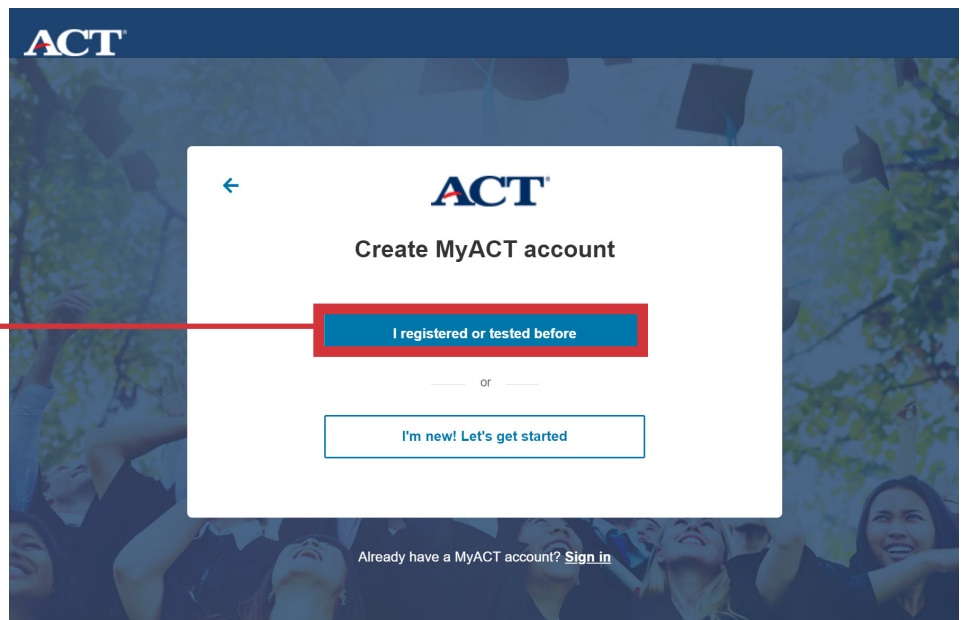 ACT®
ACT®
Create MyACT account
I registered or tested before
or
I'm new! Let's get started
Already have a MyACT account? Sign in